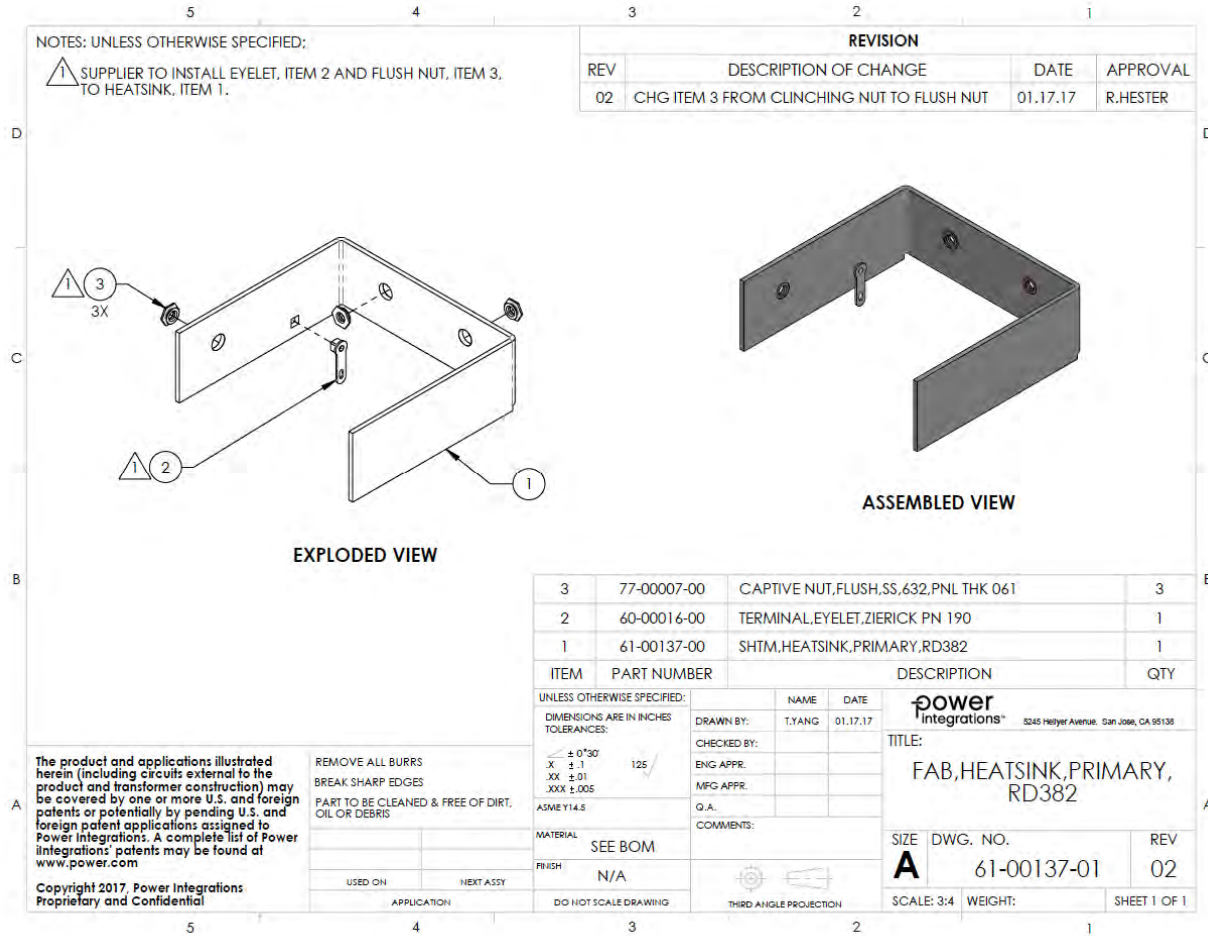 5 4 3 2 1
NOTES: UNLESS OTHERWISE SPECIFIED;
1 SUPPLIER TO INSTALL EYELET, ITEM 2 AND FLUSH NUT, ITEM 3,
TO HEATSINK, ITEM 1.
REVISION
REV DESCRIPTION OF CHANGE DATE APPROVAL
02 CHG ITEM 3 FROM CLINCHING NUT TO FLUSH NUT 01.17.17 R.HESTER
D
1 3
3X
C
1 2
1
EXPLODED VIEW
ASSEMBLED VIEW
B
3 77-00007-00 CAPTIVE NUT,FLUSH,SS,632,PNL THK 061 3
2 60-00016-00 TERMINAL,EYELET,ZIERICK PN 190 1
1 61-00137-00 SHTM,HEATSINK,PRIMARY,RD382 1
ITEM PART NUMBER DESCRIPTION QTY
A
The product and applications illustrated
herein (including circuits external to the
product and transformer construction) may
be covered by one or more U.S. and foreign
patents or potentially by pending U.S. and
foreign patent applications assigned to
Power Integrations. A complete list of Power
iIntegrations' patents may be found at
www.power.com
Copyright 2017, Power Integrations
Proprietary and Confidential
REMOVE ALL BURRS
BREAK SHARP EDGES
PART TO BE CLEANED & FREE OF DIRT,
OIL OR DEBRIS
USED ON NEXT ASSY
APPLICATION
UNLESS OTHERWISE SPECIFIED:
DIMENSIONS ARE IN INCHES
TOLERANCES:
∠ ± 0°30'
.X ± .1 125
.XX ±.01
.XXX ±.005
ASME Y14.5
MATERIAL
SEE BOM
FINISH
N/A
DO NOT SCALE DRAWING
NAME DATE
DRAWN BY: T.YANG 01.17.17
CHECKED BY:
ENG APPR.
MFG APPR.
Q.A.
COMMENTS:
THIRD ANGLE PROJECTION
power
integrations™ 5245 Hellyer Avenue. San Jose, CA 95138
TITLE:
FAB,HEATSINK,PRIMARY,
RD382
SIZE DWG. NO. REV
A 61-00137-01 02
SCALE: 3:4 WEIGHT: SHEET 1 OF 1
5 4 3 2 1